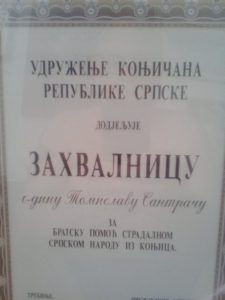 УДРУЖЕЊЕ КОЊИЧАНА
РЕПУБЛИКЕ СРПСКЕ
ДОДЈЕЉУЈЕ
ЗАХВАЛНИЦУ
г-дину Томиславу Сантрачу
ЗА
БРАТСКУ ПОМОЋ СТРАДАЛНОМ
СРПСКОМ НАРОДУ ИЗ КОЊИЦА.